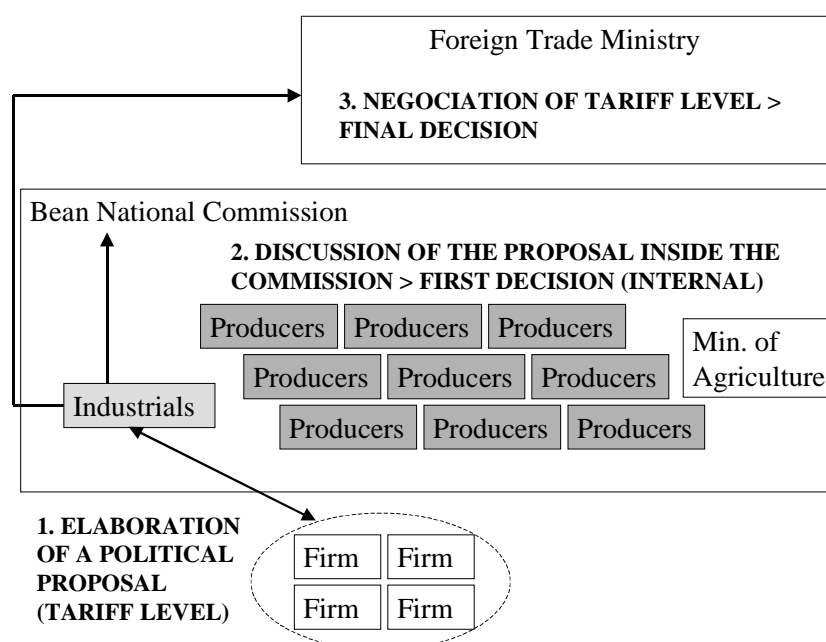 Foreign Trade Ministry
3. NEGOCIATION OF TARIFF LEVEL >
FINAL DECISION
Bean National Commission
2. DISCUSSION OF THE PROPOSAL INSIDE THE
COMMISSION > FIRST DECISION (INTERNAL)
Producers Producers Producers
Min. of
Agriculture
Producers Producers Producers
Industrials
Producers Producers Producers
1. ELABORATION
OF A POLITICAL
PROPOSAL
(TARIFF LEVEL)
Firm Firm
Firm Firm